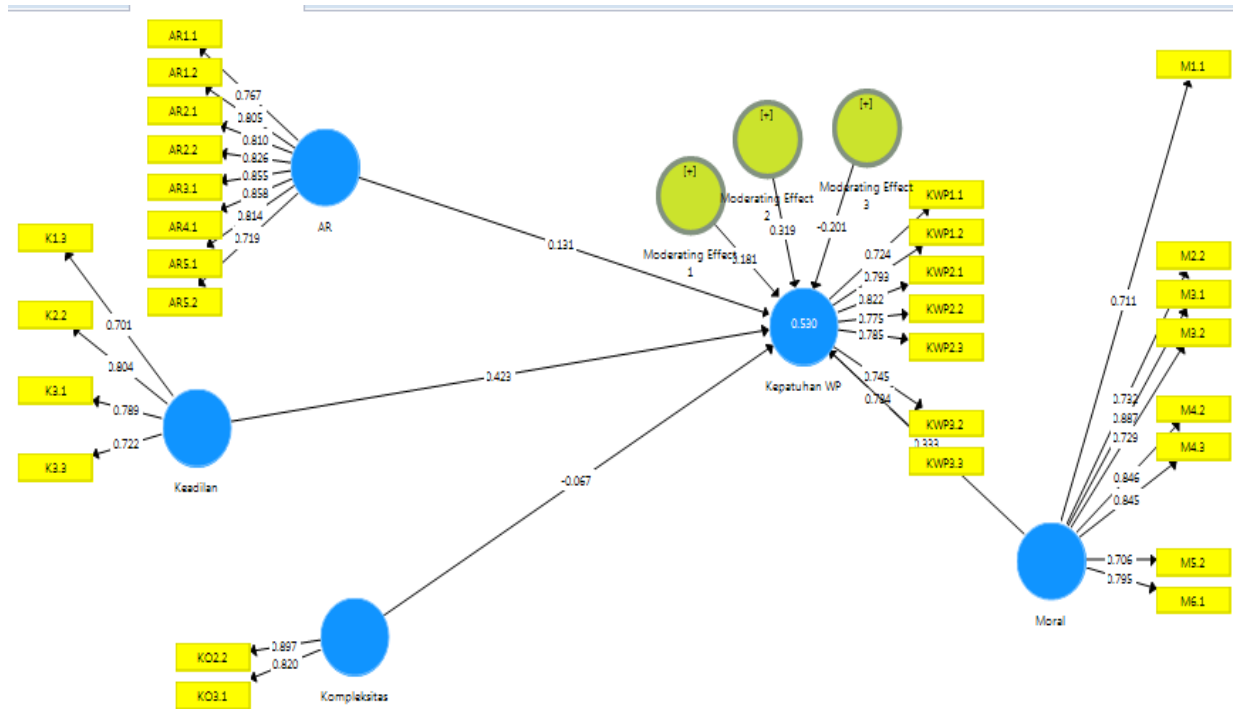 AR1.1
AR1.2
AR2.1
AR2.2
AR3.1
AR4.1
AR5.1
AR5.2
0.767
0.805
0.810
0.826
0.855
0.858
0.814
0.719
AR
K1.3
K2.2
K3.1
K3.3
0.701
0.804
0.789
0.722
Keadilan
KO2.2
KO3.1
0.897
0.820
Kompleksitas
0.131
0.423
-0.067
[+]
Moderating Effect
1
0.181
[+]
Moderating Effect
2
0.319
[+]
Moderating Effect
3
-0.201
0.530
Kepatuhan WP
KWP1.1
KWP1.2
KWP2.1
KWP2.2
KWP2.3
KWP3.2
KWP3.3
0.724
0.793
0.822
0.775
0.785
0.745
0.333
M1.1
M2.2
M3.1
M3.2
M4.2
M4.3
M5.2
M6.1
0.711
0.732
0.887
0.729
0.846
0.845
0.706
0.795
Moral